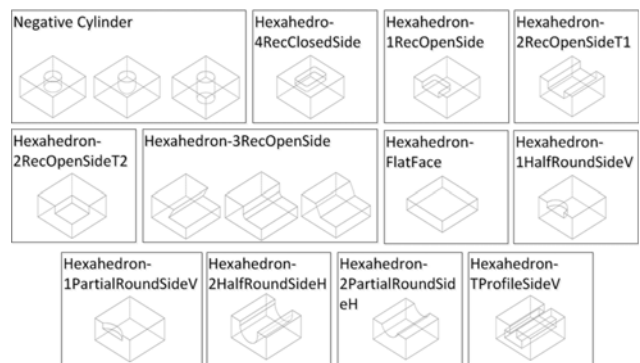 Negative Cylinder
Hexahedro-
4RecClosedSide
Hexahedron-
1RecOpenSide
Hexahedron-
2RecOpenSideT1
Hexahedron-
2RecOpenSideT2
Hexahedron-3RecOpenSide
Hexahedron-
FlatFace
Hexahedron-
1HalfRoundSideV
Hexahedron-
1PartialRoundSideV
Hexahedron-
2HalfRoundSideH
Hexahedron-
2PartialRoundSid
eH
Hexahedron-
TProfileSideV